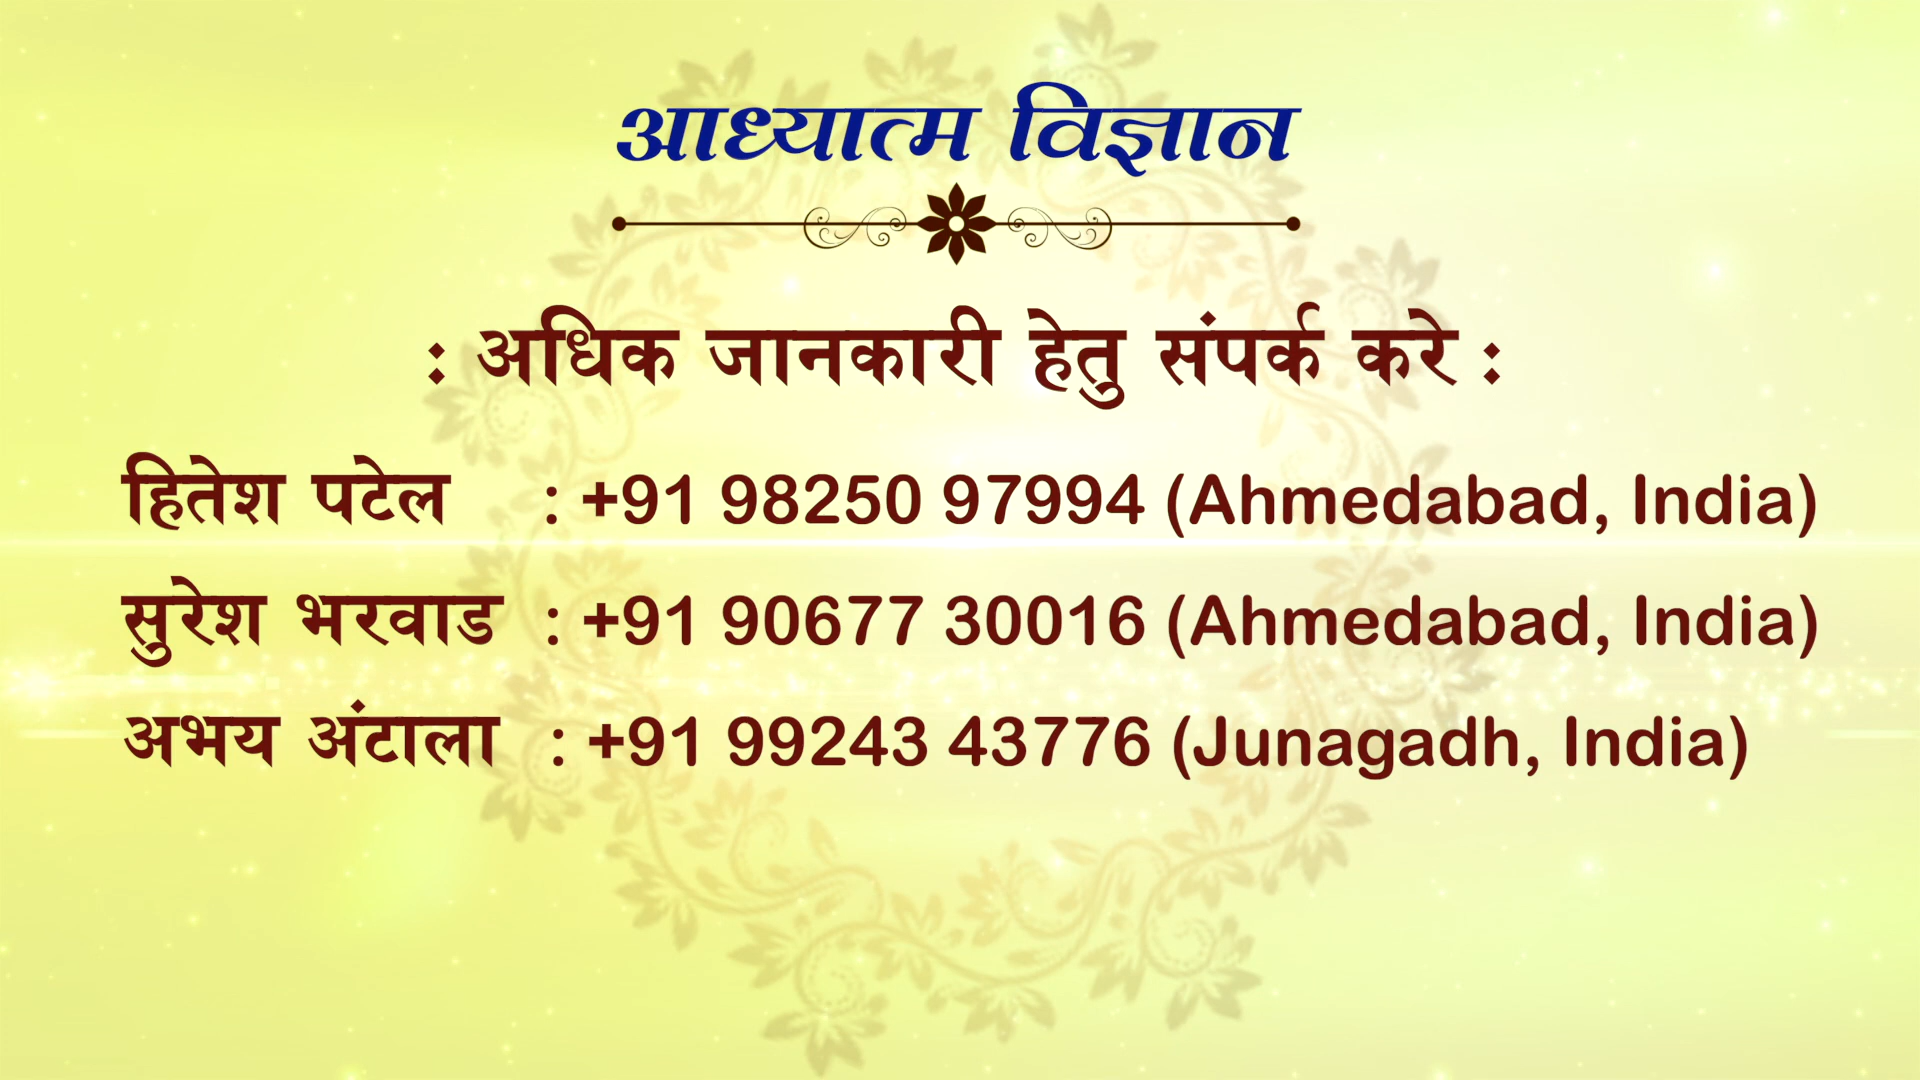 आध्यात्म विज्ञान
: अधिक जानकारी हेतु संपर्क करे :
हितेश पटेल : +91 98250 97994 (Ahmedabad, India)
सुरेश भरवाड : +91 90677 30016 (Ahmedabad, India)
अभय अंटाला : +91 99243 43776 (Junagadh, India)